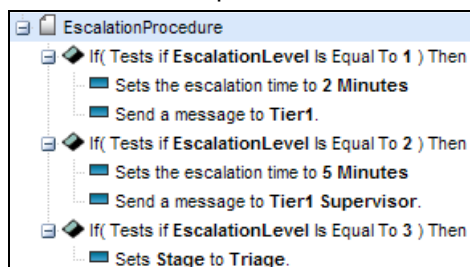 EscalationProcedure
If( Tests if EscalationLevel Is Equal To 1 ) Then
Sets the escalation time to 2 Minutes
Send a message to Tier1.
If( Tests if EscalationLevel Is Equal To 2 ) Then
Sets the escalation time to 5 Minutes
Send a message to Tier1 Supervisor.
If( Tests if EscalationLevel Is Equal To 3 ) Then
Sets Stage to Triage.